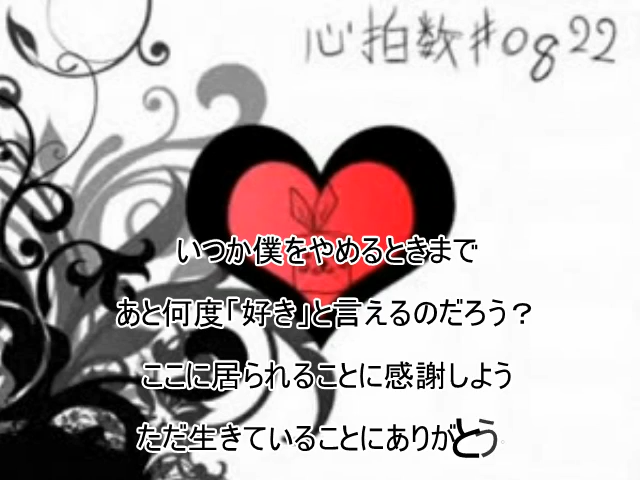 心拍数♯0822
いつか僕をやめるときまで
あと何度「好き」と言えるのだろう？
ここに居られることに感謝しよう
ただ生きていることにありがとう